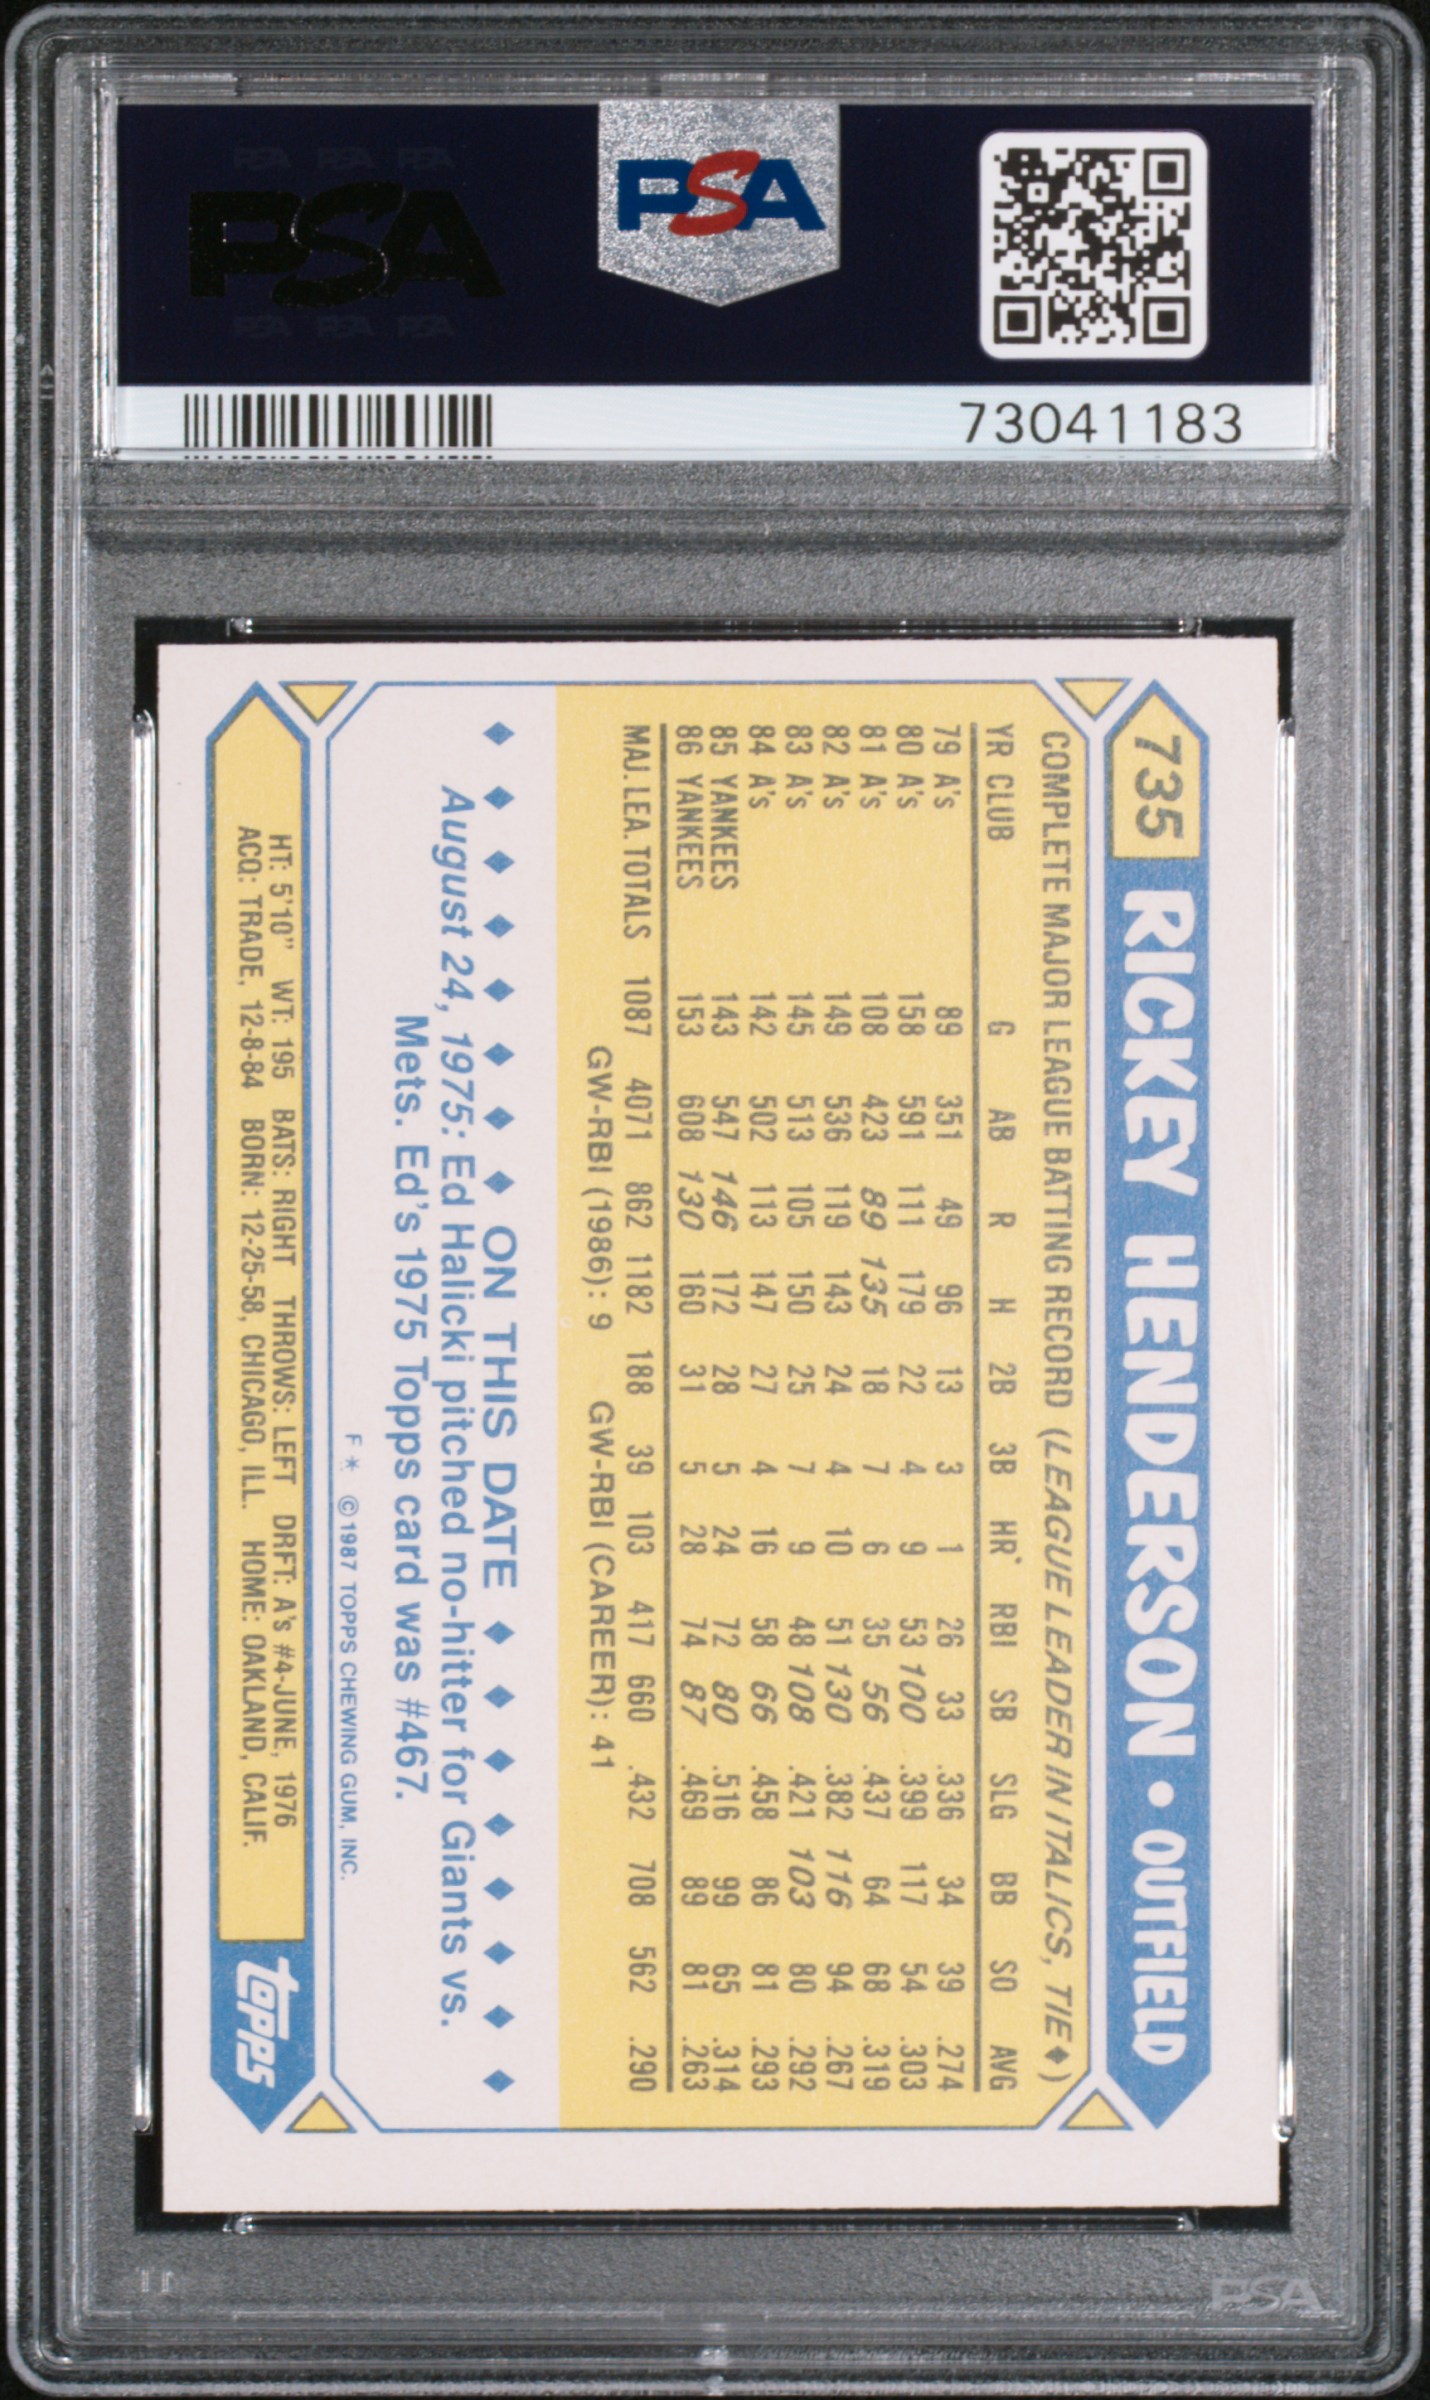 PSA PSA PSA
PSA
PSA PSA PSA
PSA
73041183
735 RICKEY HENDERSON • OUTFIELD
COMPLETE MAJOR LEAGUE BATTING RECORD (LEAGUE LEADER IN ITALICS, TIE ♦)
YR CLUB G AB R H 2B 3B HR RBI SB SLG BB SO AVG
79 A's 89 351 49 96 13 3 1 26 33 .336 34 39 .274
80 A's 158 591 111 179 22 4 9 53 100 .399 117 54 .303
81 A's 108 423 89 135 18 7 6 35 56 .437 64 68 .319
82 A's 149 536 119 143 24 4 10 51 130 .382 116 94 .267
83 A's 145 513 105 150 25 7 9 48 108 .421 103 80 .292
84 A's 142 502 113 147 27 4 16 58 66 .458 86 81 .293
85 YANKEES 143 547 146 172 28 5 24 72 80 .516 99 65 .314
86 YANKEES 153 608 130 160 31 5 28 74 87 .469 89 81 .263
MAJ. LEA. TOTALS 1087 4071 862 1182 188 39 103 417 660 .432 708 562 .290
GW-RBI (1986): 9 GW-RBI (CAREER): 41
♦ ♦ ♦ ♦ ♦ ♦ ♦ ♦ ON THIS DATE ♦ ♦ ♦ ♦ ♦ ♦ ♦ ♦
August 24, 1975: Ed Halicki pitched no-hitter for Giants vs.
Mets. Ed's 1975 Topps card was #467.
F * © 1987 TOPPS CHEWING GUM, INC.
HT: 5'10" WT: 195 BATS: RIGHT THROWS: LEFT DRFT: A's #4-JUNE, 1976
ACQ: TRADE, 12-8-84 BORN: 12-25-58, CHICAGO, ILL. HOME: OAKLAND, CALIF.
topps
PSA